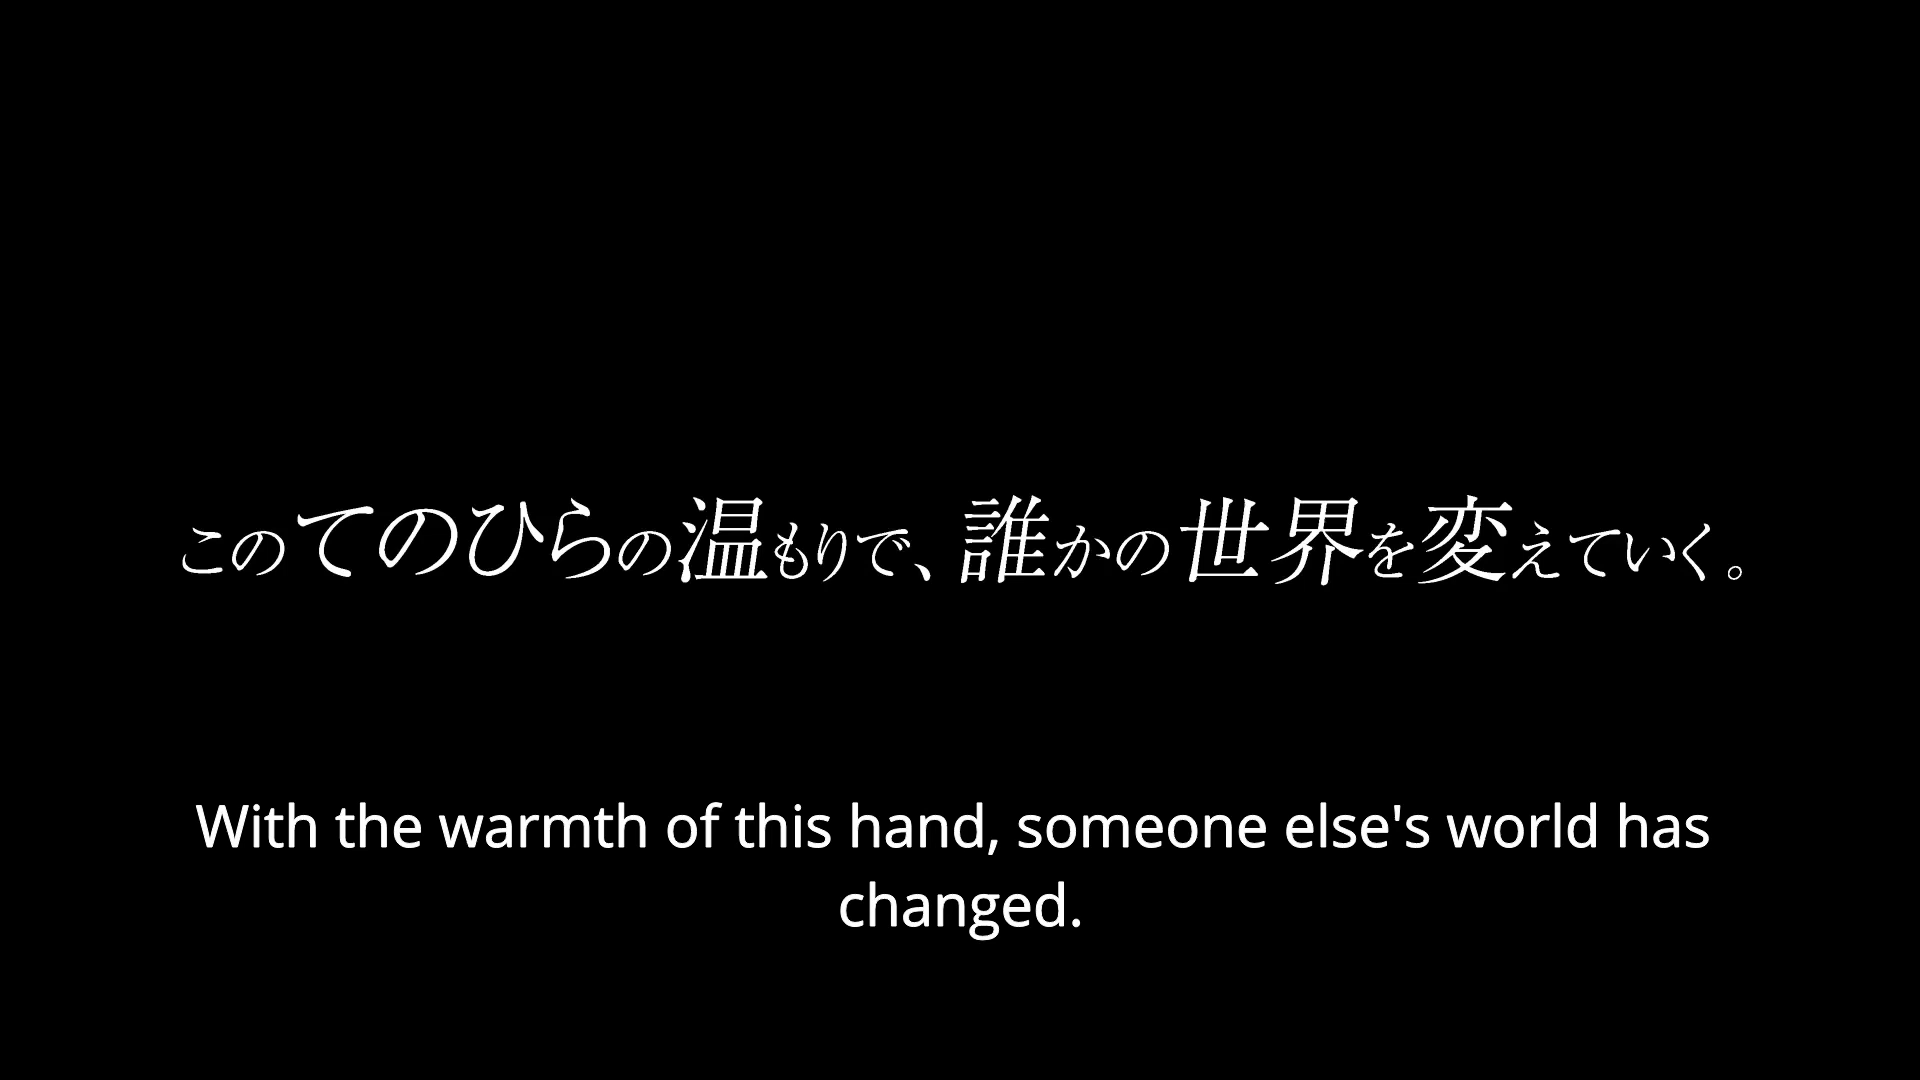 このてのひらの温もりで、誰かの世界を変えていく。
With the warmth of this hand, someone else's world has
changed.